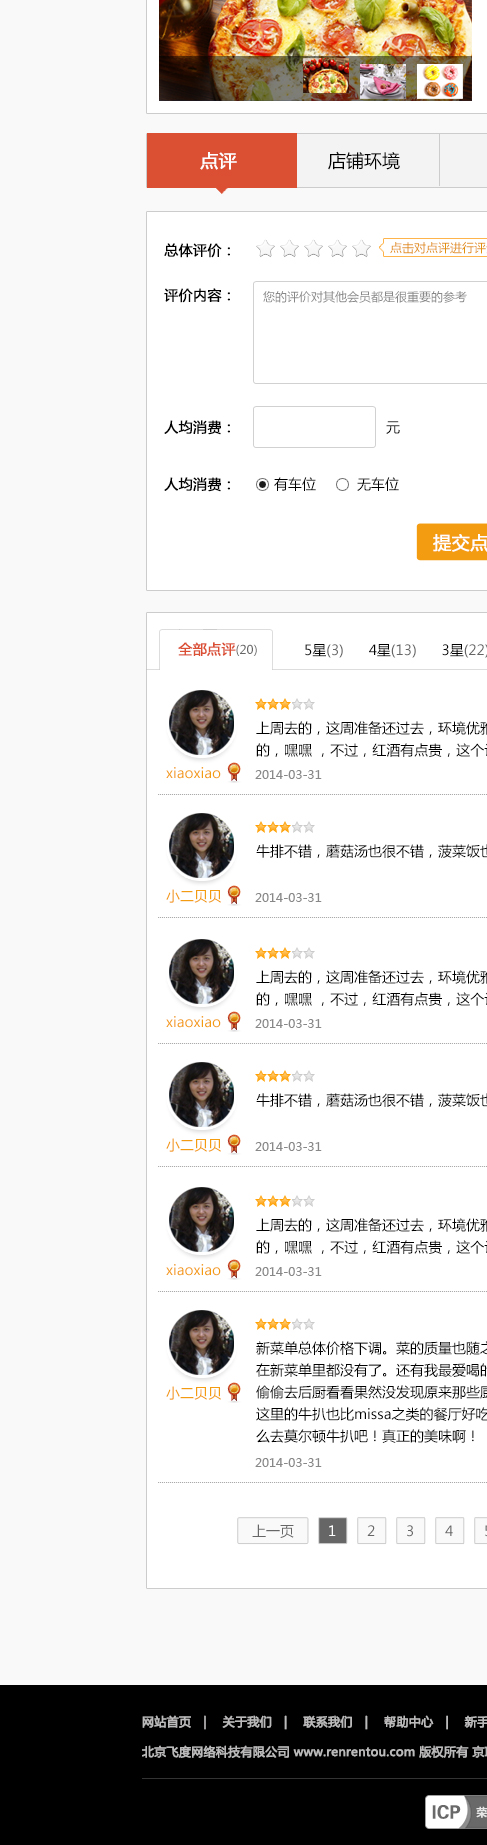 点评 店铺环境
总体评价： 点击对点评进行评
评价内容： 您的评价对其他会员都是很重要的参考
人均消费： 元
人均消费： 有车位 无车位
提交点
全部点评(20) 5星(3) 4星(13) 3星(22)
上周去的，这周准备还过去，环境优雅
的，嘿嘿 ，不过，红酒有点贵，这个
xiaoxiao 2014-03-31
牛排不错，蘑菇汤也很不错，菠菜饭也
小二贝贝 2014-03-31
上周去的，这周准备还过去，环境优雅
的，嘿嘿 ，不过，红酒有点贵，这个
xiaoxiao 2014-03-31
牛排不错，蘑菇汤也很不错，菠菜饭也
小二贝贝 2014-03-31
上周去的，这周准备还过去，环境优雅
的，嘿嘿 ，不过，红酒有点贵，这个
xiaoxiao 2014-03-31
新菜单总体价格下调。菜的质量也随之
在新菜单里都没有了。还有我最爱喝的
偷偷去后厨看看果然没发现原来那些厨
小二贝贝
这里的牛扒也比missa之类的餐厅好吃
么去莫尔顿牛扒吧！真正的美味啊！
2014-03-31
上一页 1 2 3 4
网站首页 | 关于我们 | 联系我们 | 帮助中心 | 新手
北京飞度网络科技有限公司 www.renrentou.com 版权所有 京
ICP 荣